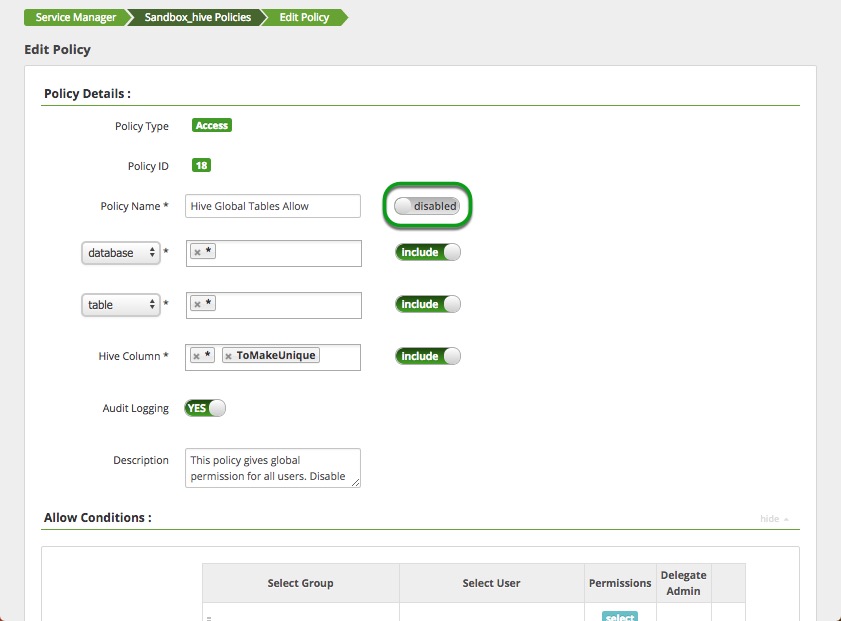 Service Manager Sandbox_hive Policies Edit Policy
Edit Policy
Policy Details :
Policy Type Access
Policy ID 18
Policy Name * Hive Global Tables Allow disabled
database * × * include
table * × * include
Hive Column * × * × ToMakeUnique include
Audit Logging YES
Description This policy gives global
permission for all users. Disable
Allow Conditions : hide
Select Group Select User Permissions Delegate
Admin
select